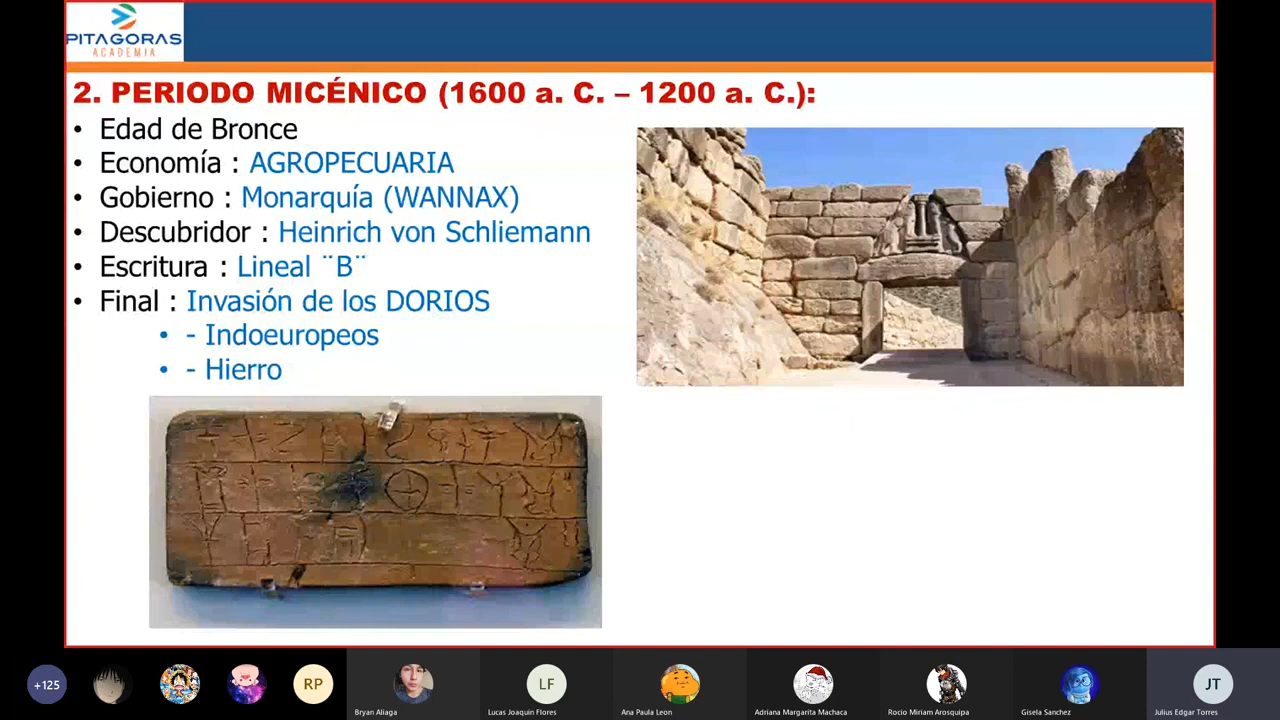 PITAGORAS
ACADEMIA
2. PERIODO MICÉNICO (1600 a. C. – 1200 a. C.):
• Edad de Bronce
• Economía : AGROPECUARIA
• Gobierno : Monarquía (WANNAX)
• Descubridor : Heinrich von Schliemann
• Escritura : Lineal ¨B¨
• Final : Invasión de los DORIOS
• - Indoeuropeos
• - Hierro
+125
RP
LF
JT
Bryan Aliaga
Lucas Joaquin Flores
Ana Paula Leon
Adriana Margarita Machaca
Rocio Miriam Arosquipa
Gisela Sanchez
Julius Edgar Torres